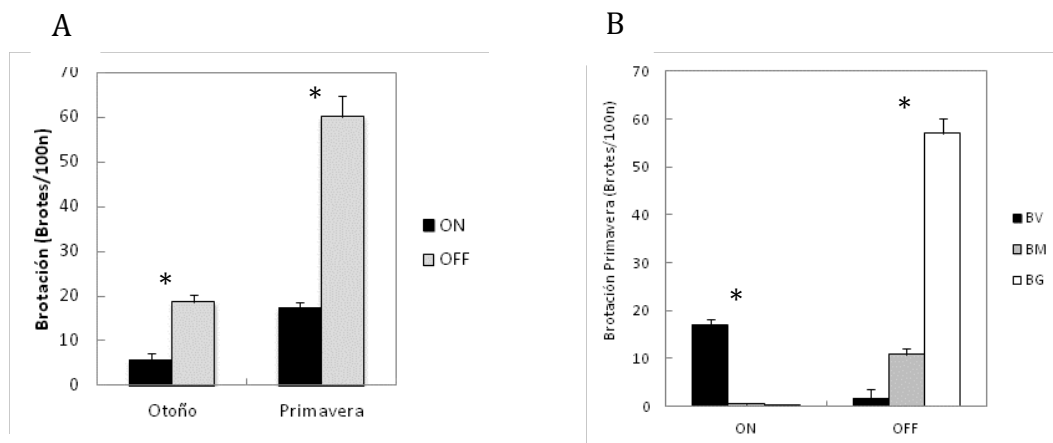 A
B
Brotación (Brotes/100n)
70
60
50
40
30
20
10
0
*
*
Otoño
Primavera
ON
OFF
Brotación Primavera (Brotes/100n)
70
60
50
40
30
20
10
0
*
*
ON
OFF
BV
BM
BG